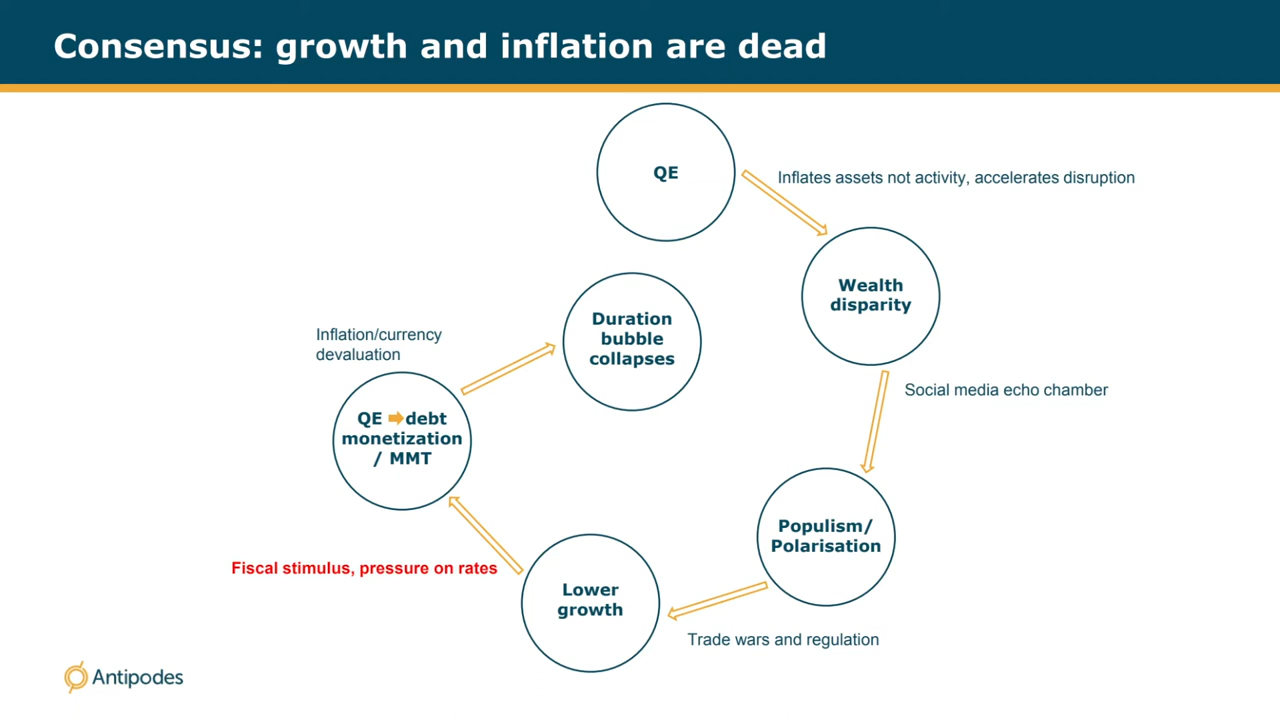 Consensus: growth and inflation are dead
QE
Inflates assets not activity, accelerates disruption
Wealth
disparity
Social media echo chamber
Populism/
Polarisation
Trade wars and regulation
Lower
growth
Fiscal stimulus, pressure on rates
QE ➡debt
monetization
/ MMT
Inflation/currency
devaluation
Duration
bubble
collapses
Antipodes